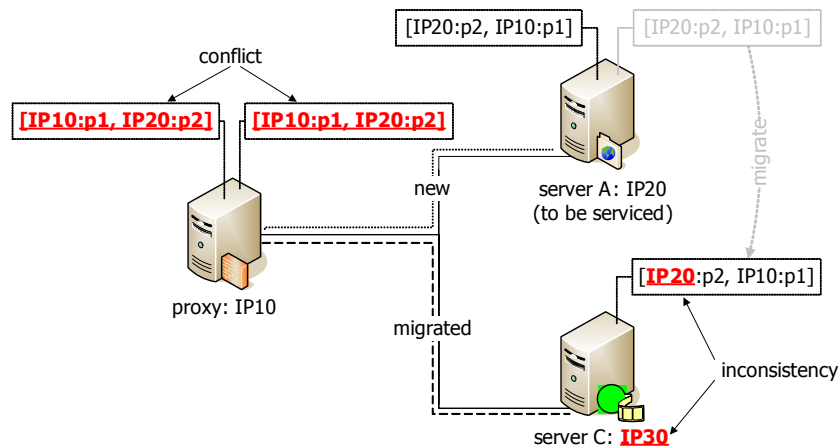 [IP20:p2, IP10:p1]
[IP20:p2, IP10:p1]
conflict
[IP10:p1, IP20:p2]
[IP10:p1, IP20:p2]
migrate
new
server A: IP20
(to be serviced)
[IP20:p2, IP10:p1]
proxy: IP10
migrated
inconsistency
server C: IP30